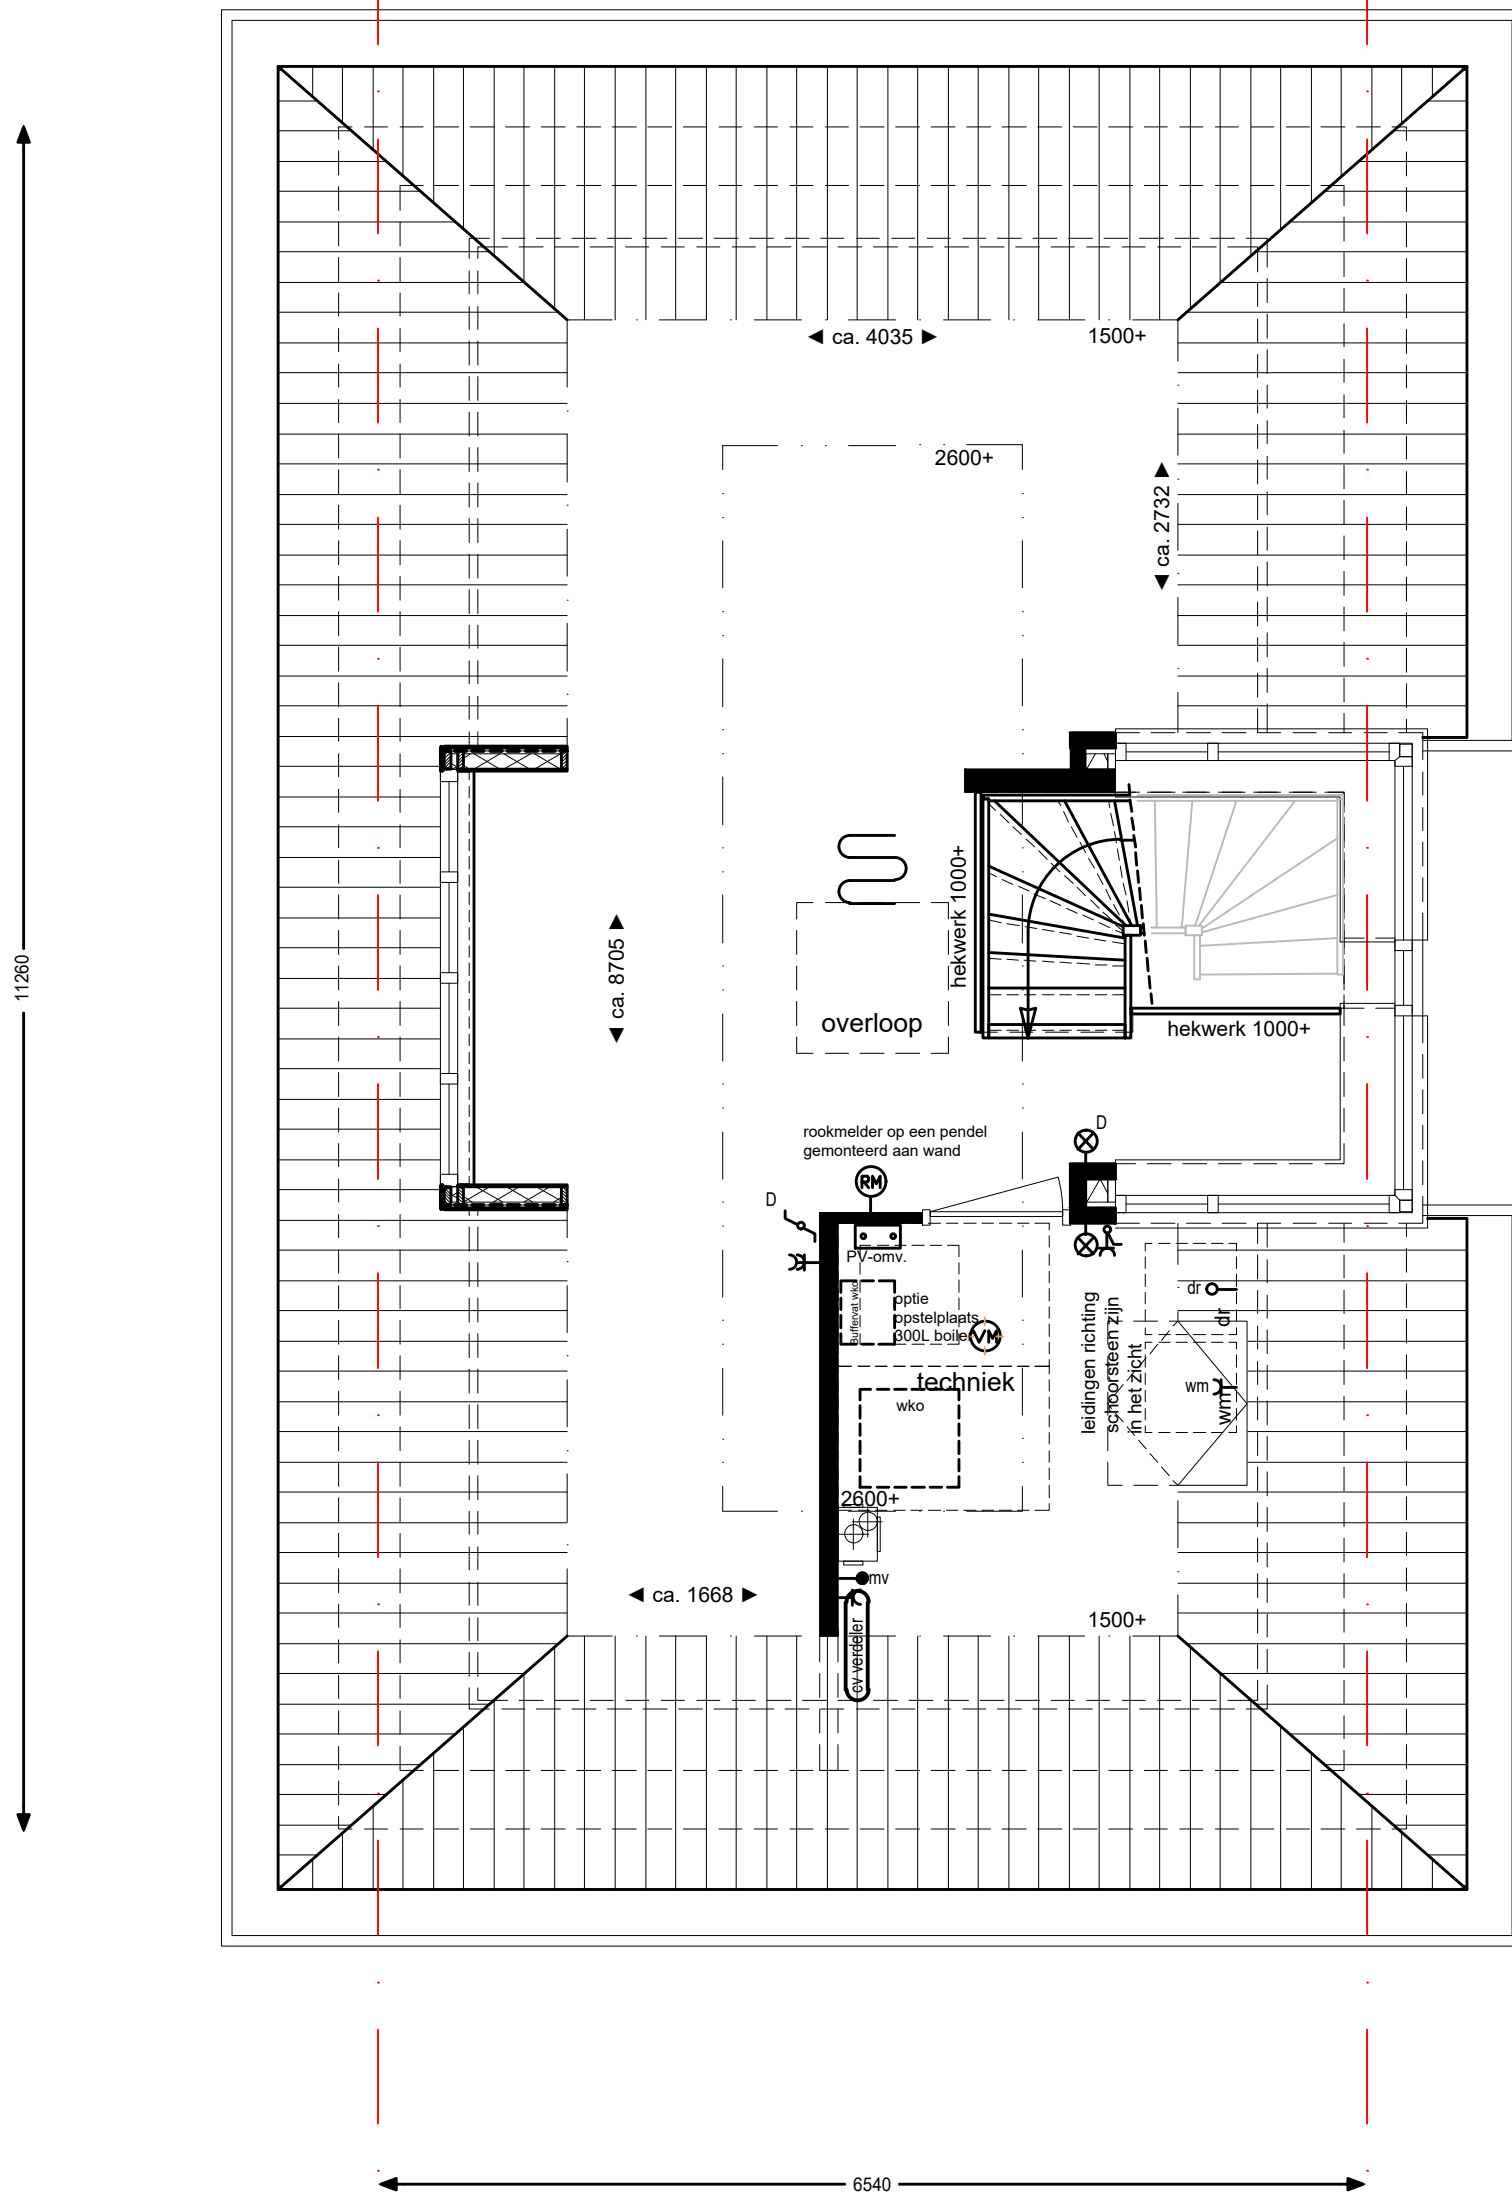 ◄ ca. 4035 ►
1500+
2600+
◄ ca. 2732 ►
11260
◄ ca. 8705 ►
hekwerk 1000+
overloop
hekwerk 1000+
rookmelder op een pendel
gemonteerd aan wand
D
RM
D
PV-omv.
Buffervat wko
optie
opstelplaats
300L boiler
VM
techniek
wko
leidingen richting
schoorsteen zijn
in het zicht
dr
dr
wm
wm
2600+
mv
◄ ca. 1668 ►
cv verdeler
1500+
6540